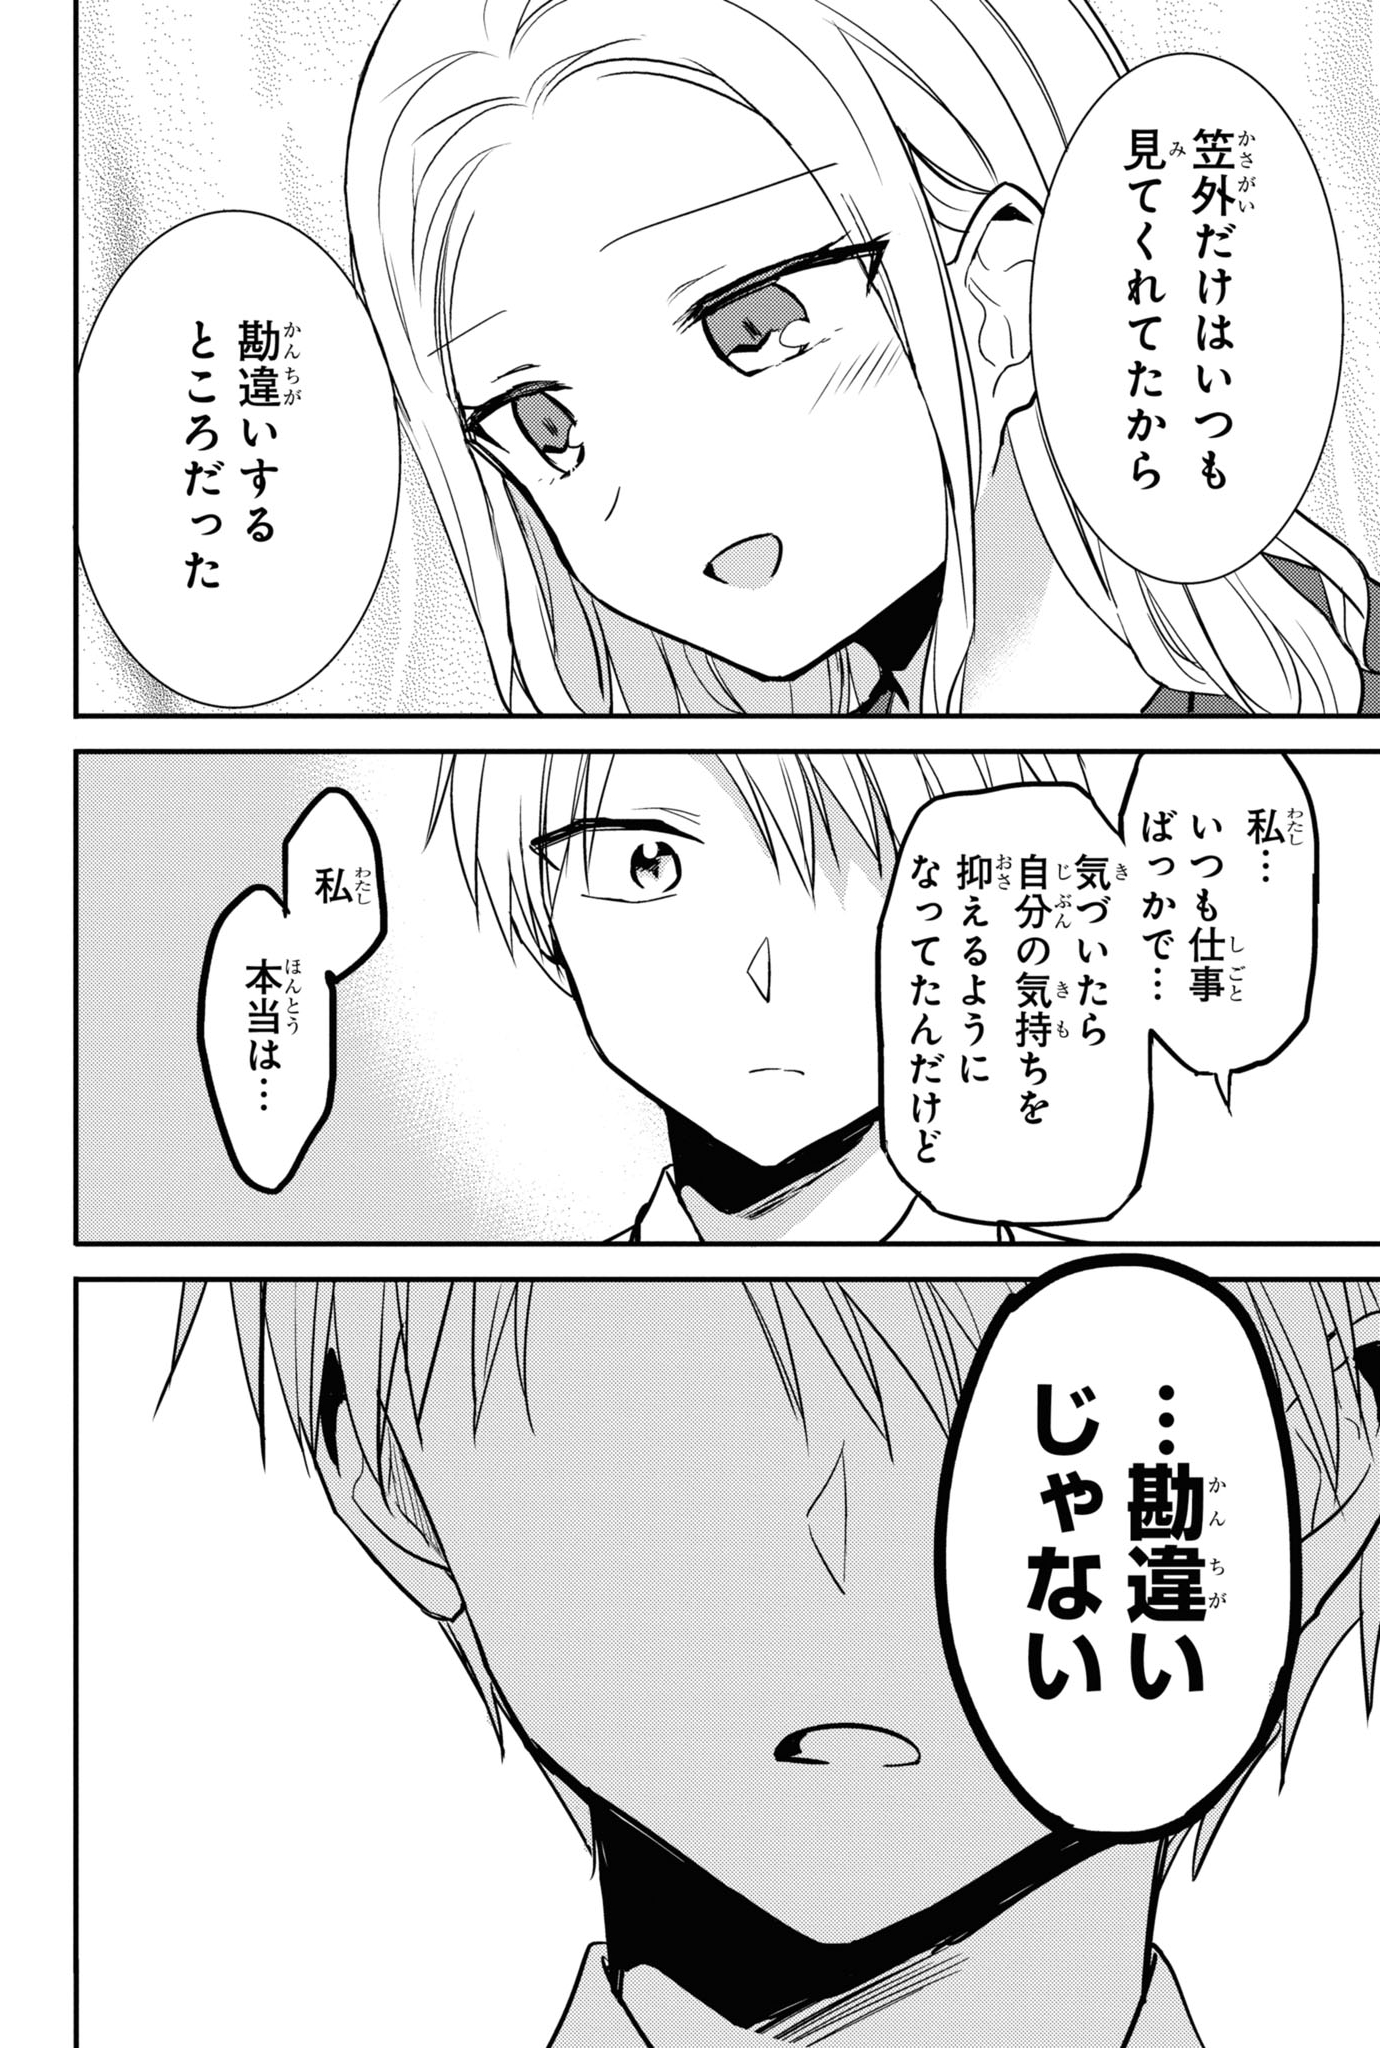 笠外だけはいつも
見てくれてたから
勘違いする
ところだった
私…
いつも仕事
ばっかで…
気づいたら
自分の気持ちを
抑えるように
なってたんだけど
私
本当は…
…勘違い
じゃない